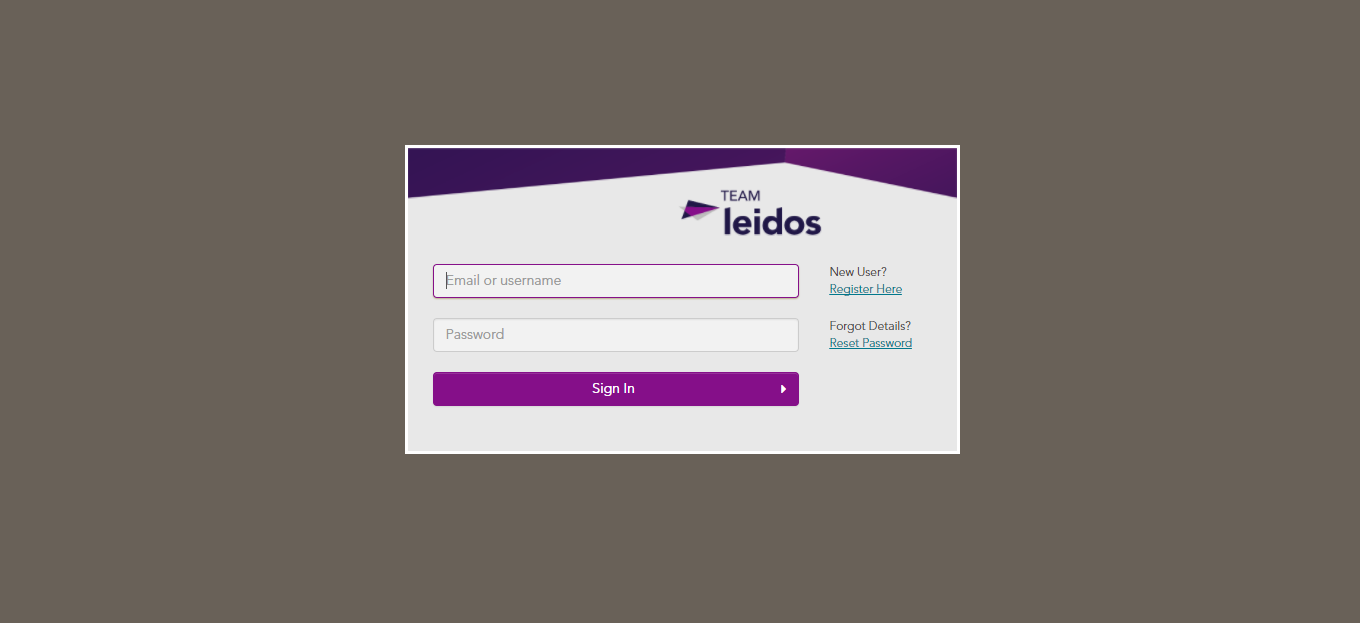 TEAM
leidos
Email or username
New User?
Register Here
Password
Forgot Details?
Reset Password
Sign In